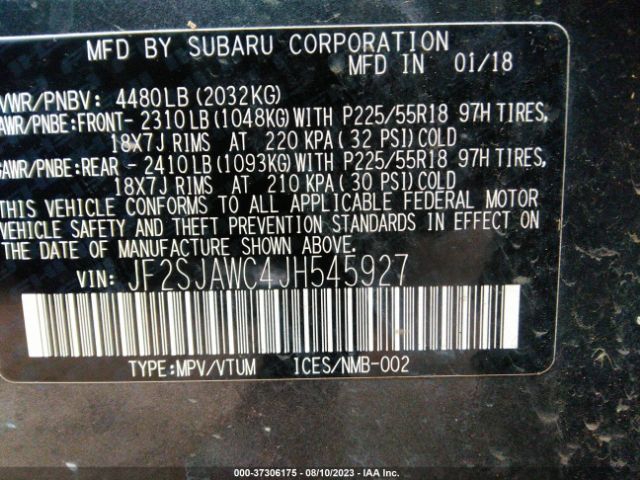 MFD BY SUBARU CORPORATION
MFD IN 01/18
VWR/PNBV: 4480LB(2032KG)
AWR/PNBE:FRONT- 2310LB(1048KG)WITH P225/55R18 97H TIRES,
18X7J RIMS AT 220 KPA(32 PSI)COLD
GAWR/PNBE:REAR - 2410LB(1093KG)WITH P225/55R18 97H TIRES,
18X7J RIMS AT 210 KPA(30 PSI)COLD
THIS VEHICLE CONFORMS TO ALL APPLICABLE FEDERAL MOTOR
VEHICLE SAFETY AND THEFT PREVENTION STANDARDS IN EFFECT ON
THE DATE OF MANUFACTURE SHOWN ABOVE.
VIN: JF2SJAWC4JH545927
TYPE:MPV/VTUM ICES/NMB-002
000-37306175 - 08/10/2023 - IAA Inc.